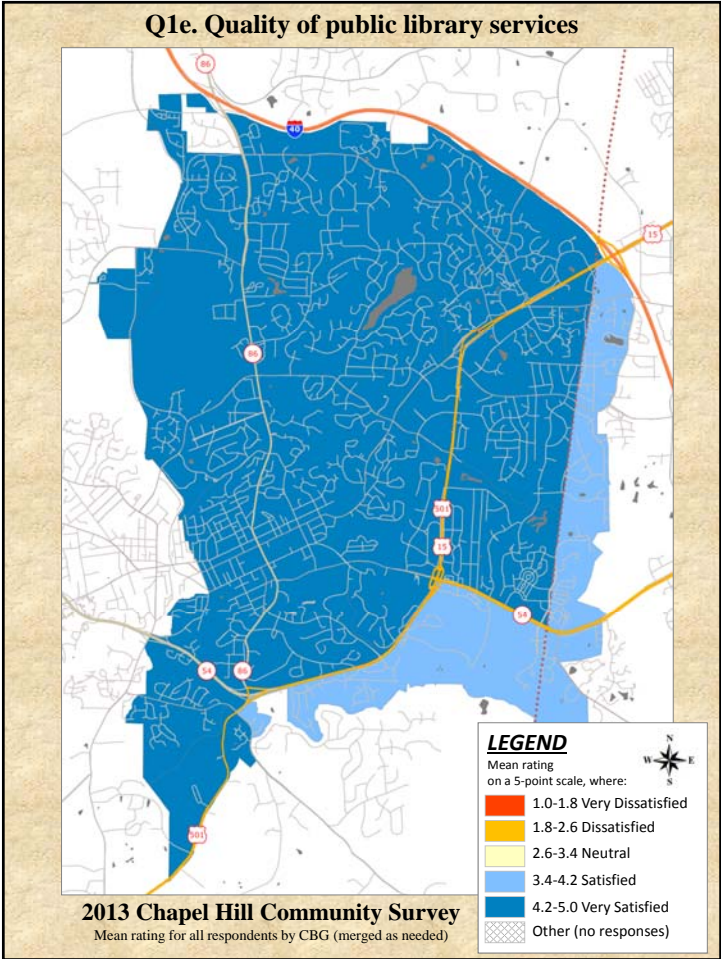 Q1e. Quality of public library services
86
40
15
86
501
15
54
54
86
501
LEGEND
Mean rating
on a 5-point scale, where:
N
W E
S
1.0-1.8 Very Dissatisfied
1.8-2.6 Dissatisfied
2.6-3.4 Neutral
3.4-4.2 Satisfied
4.2-5.0 Very Satisfied
Other (no responses)
2013 Chapel Hill Community Survey
Mean rating for all respondents by CBG (merged as needed)